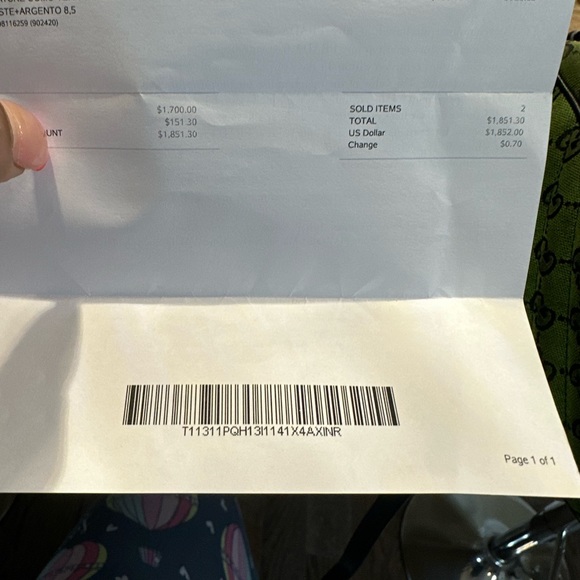 STE+ARGENTO 8,5
8116259 (902420)
$1,700.00
$151.30
UNT $1,851.30
SOLD ITEMS 2
TOTAL $1,851.30
US Dollar $1,852.00
Change $0.70
T11311PQH13I1141X4AXINR
Page 1 of 1